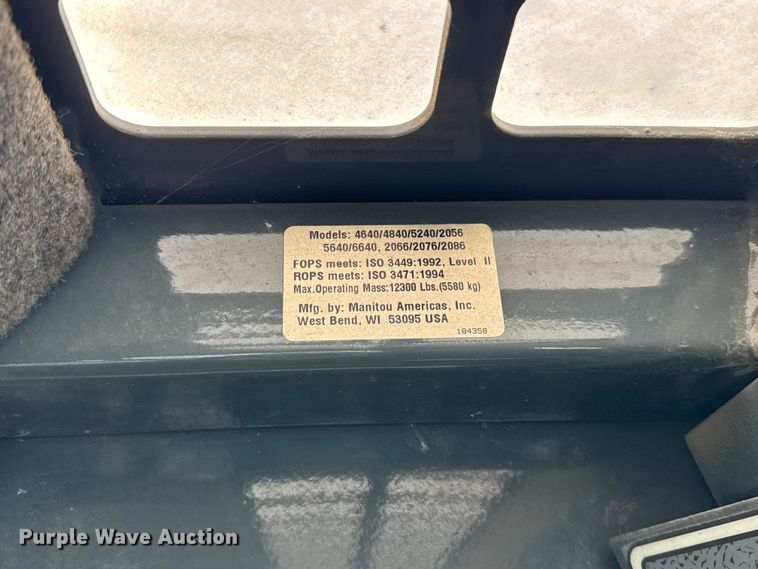 Models: 4640/4840/5240/2056
5640/6640, 2066/2076/2086
FOPS meets: ISO 3449:1992, Level II
ROPS meets: ISO 3471:1994
Max.Operating Mass:12300 Lbs.(5580 kg)
Mfg. by: Manitou Americas, Inc.
West Bend, WI 53095 USA
184358
Purple Wave Auction